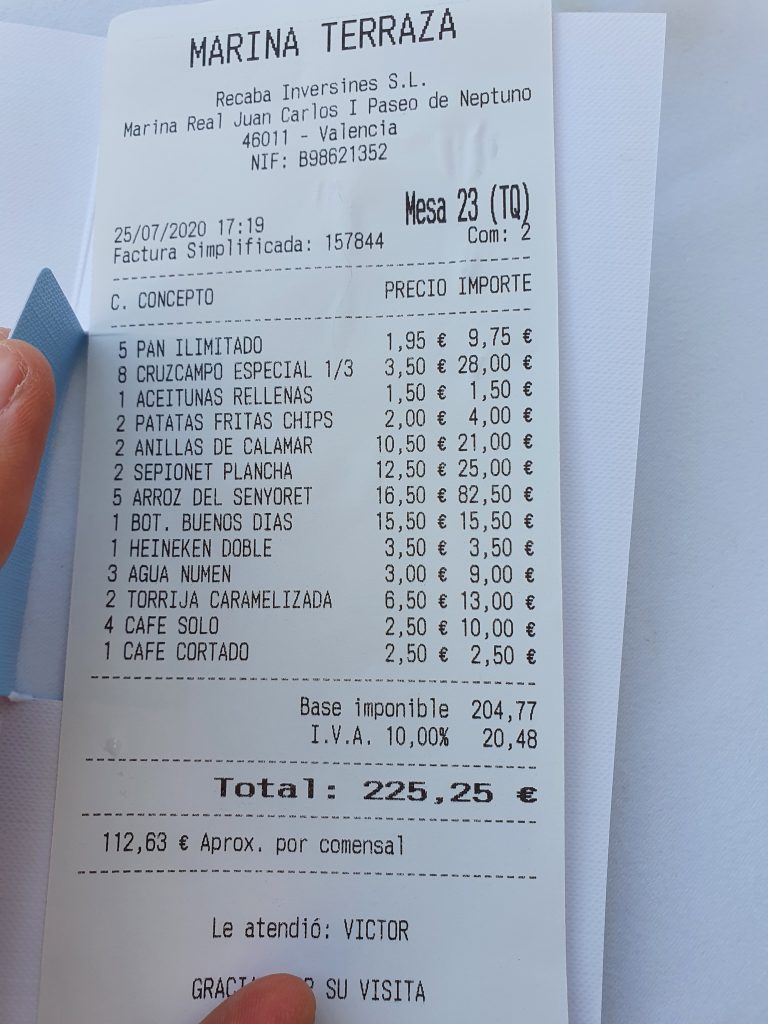 MARINA TERRAZA
Recaba Inversines S.L.
Marina Real Juan Carlos I Paseo de Neptuno
46011 - Valencia
NIF: B98621352
Mesa 23 (TQ)
25/07/2020 17:19
Factura Simplificada: 157844 Com: 2
C. CONCEPTO PRECIO IMPORTE
5 PAN ILIMITADO 1,95 € 9,75 €
8 CRUZCAMPO ESPECIAL 1/3 3,50 € 28,00 €
1 ACEITUNAS RELLENAS 1,50 € 1,50 €
2 PATATAS FRITAS CHIPS 2,00 € 4,00 €
2 ANILLAS DE CALAMAR 10,50 € 21,00 €
2 SEPIONET PLANCHA 12,50 € 25,00 €
5 ARROZ DEL SENYORET 16,50 € 82,50 €
1 BOT. BUENOS DIAS 15,50 € 15,50 €
1 HEINEKEN DOBLE 3,50 € 3,50 €
3 AGUA NUMEN 3,00 € 9,00 €
2 TORRIJA CARAMELIZADA 6,50 € 13,00 €
4 CAFE SOLO 2,50 € 10,00 €
1 CAFE CORTADO 2,50 € 2,50 €
Base imponible 204,77
I.V.A. 10,00% 20,48
Total: 225,25 €
112,63 € Aprox. por comensal
Le atendió: VICTOR
SU VISITA